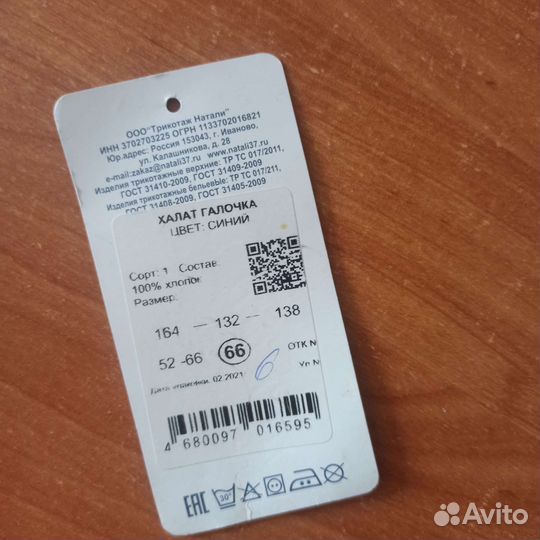 ООО"Трикотаж Натали"
ИНН 3702703225 ОГРН 1133702016821
Юр.адрес: Россия 153043, г. Иваново,
ул. Калашникова, д. 28
e-mail:zakaz@natali37.ru www.natali37.ru
Изделия трикотажные верхние: ТР ТС 017/2011,
ГОСТ 31410-2009, ГОСТ 31409-2009
Изделия трикотажные бельевые: ТР ТС 017/211,
ГОСТ 31408-2009, ГОСТ 31405-2009
ХАЛАТ ГАЛОЧКА
ЦВЕТ: СИНИЙ
Сорт: 1 Состав:
100% хлопок
Размер:
164 — 132 — 138
52 -66 66 ОТК N
Дата упаковки: 02.2021 6 Уп N
4 680097 016595
EAC 30°
Avito